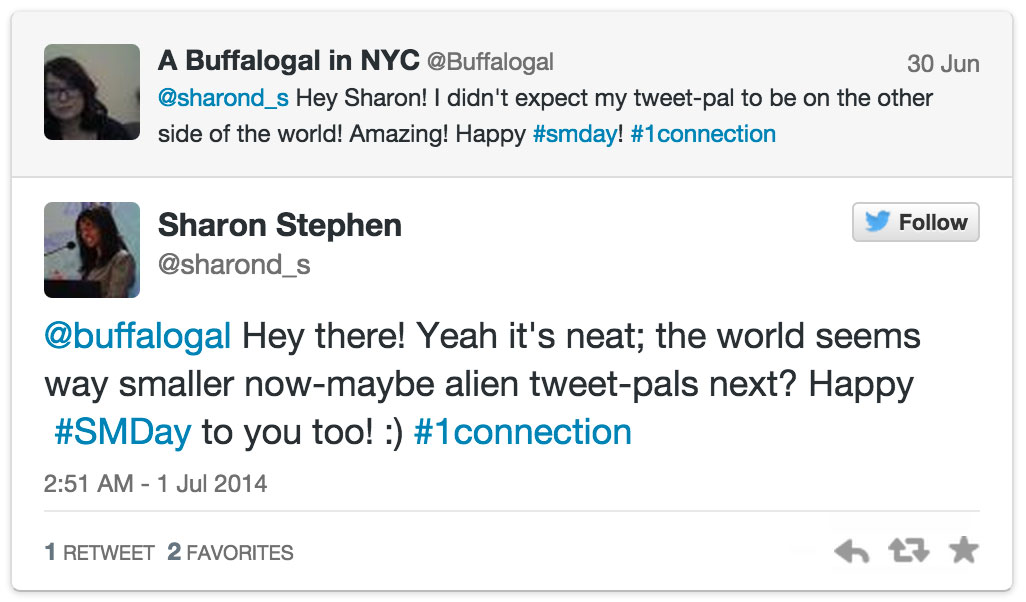 A Buffalogal in NYC @Buffalogal 30 Jun
@sharond_s Hey Sharon! I didn't expect my tweet-pal to be on the other
side of the world! Amazing! Happy #smday! #1connection
Sharon Stephen Follow
@sharond_s
@buffalogal Hey there! Yeah it's neat; the world seems
way smaller now-maybe alien tweet-pals next? Happy
#SMDay to you too! :) #1connection
2:51 AM - 1 Jul 2014
1 RETWEET 2 FAVORITES